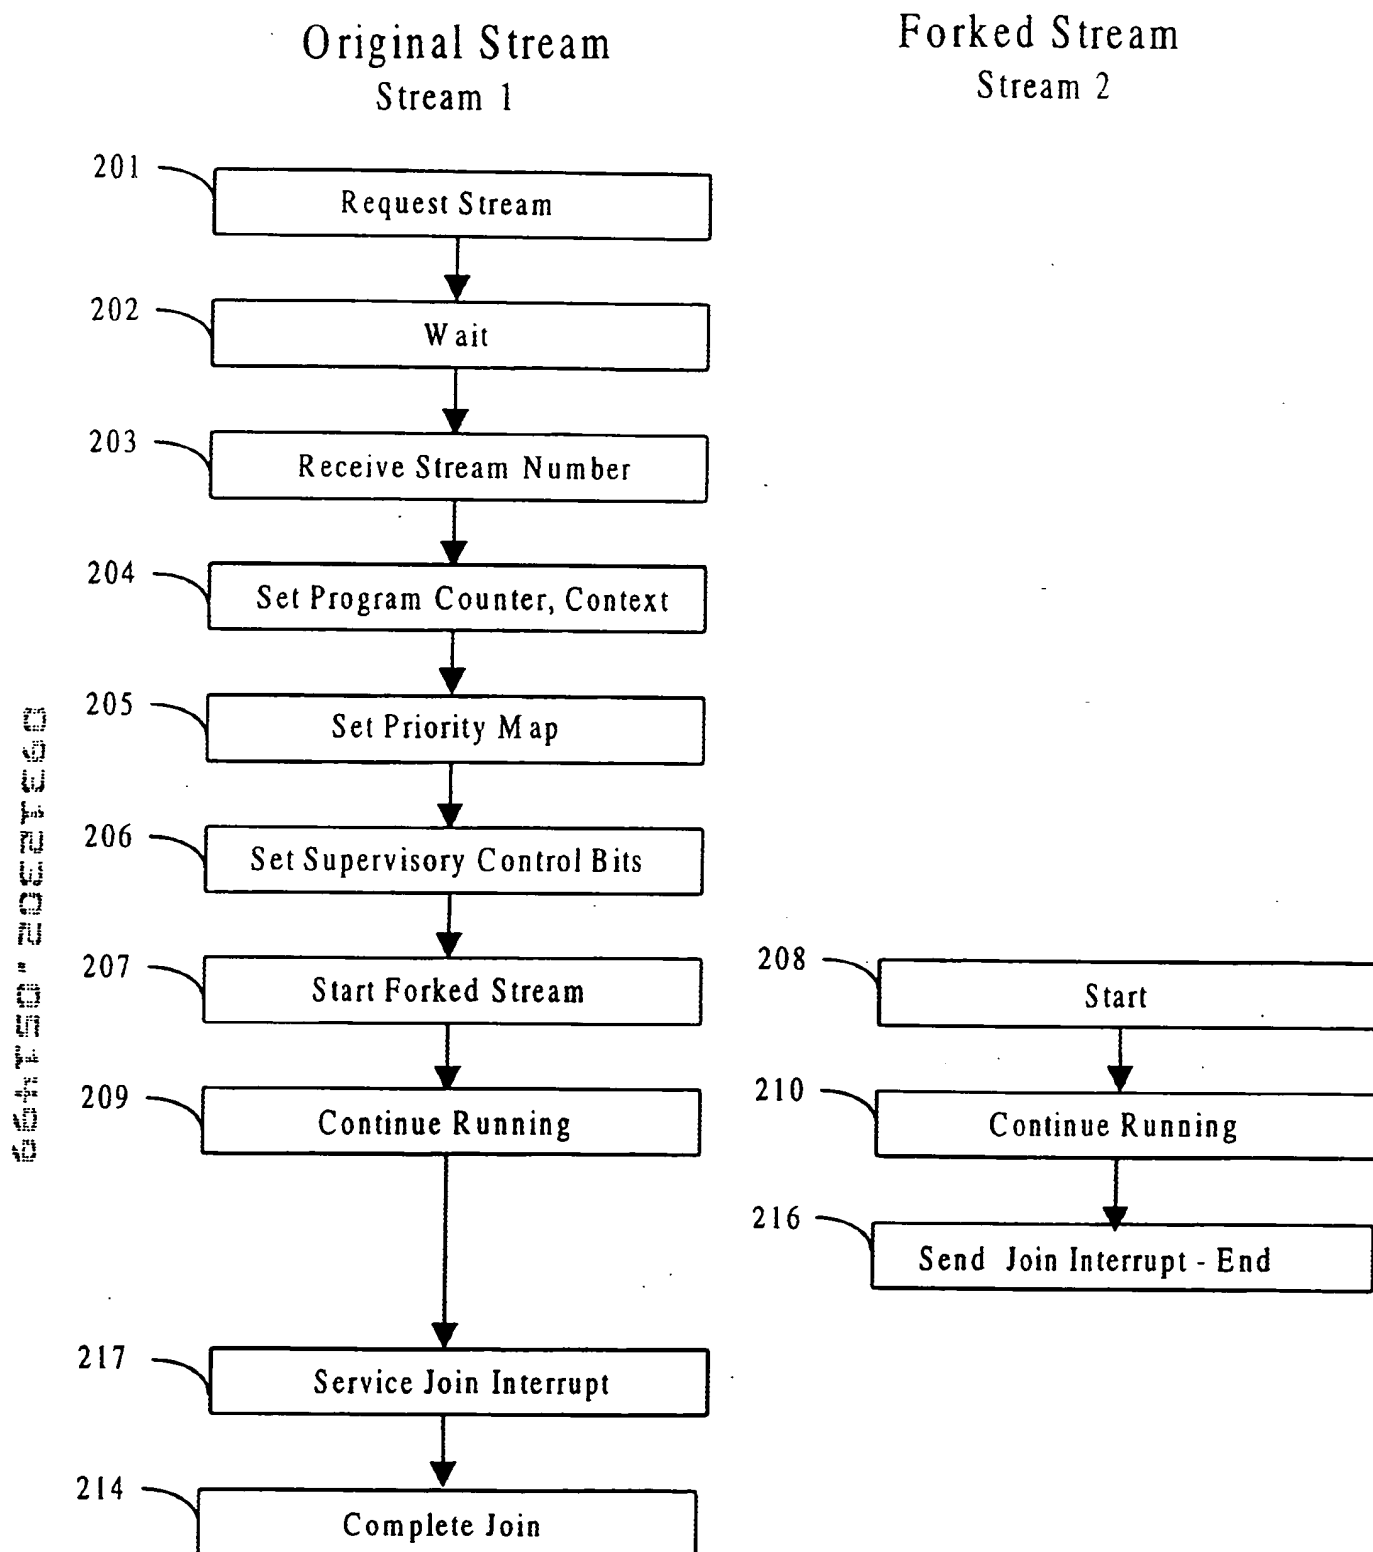 Original Stream
Stream 1
Forked Stream
Stream 2
201
Request Stream
202
Wait
203
Receive Stream Number
204
Set Program Counter, Context
205
Set Priority Map
206
Set Supervisory Control Bits
207
Start Forked Stream
208
Start
209
Continue Running
210
Continue Running
216
Send Join Interrupt - End
217
Service Join Interrupt
214
Complete Join